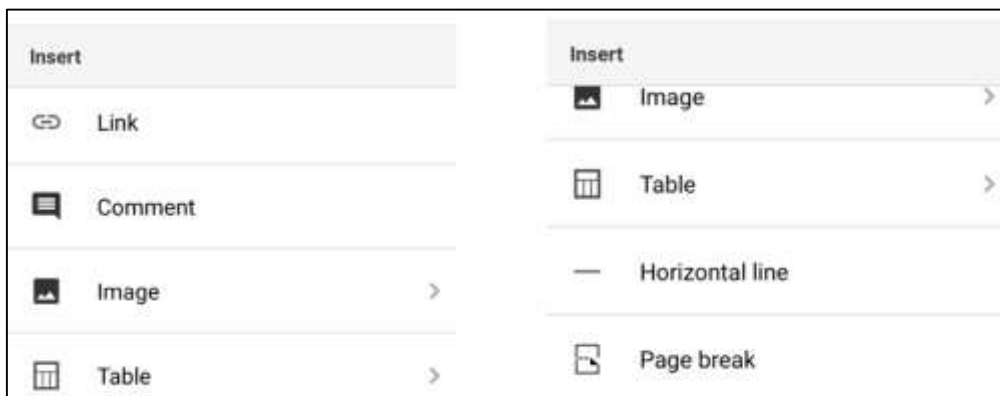 Insert
Link
Comment
Image
Table
Insert
Image
Table
Horizontal line
Page break